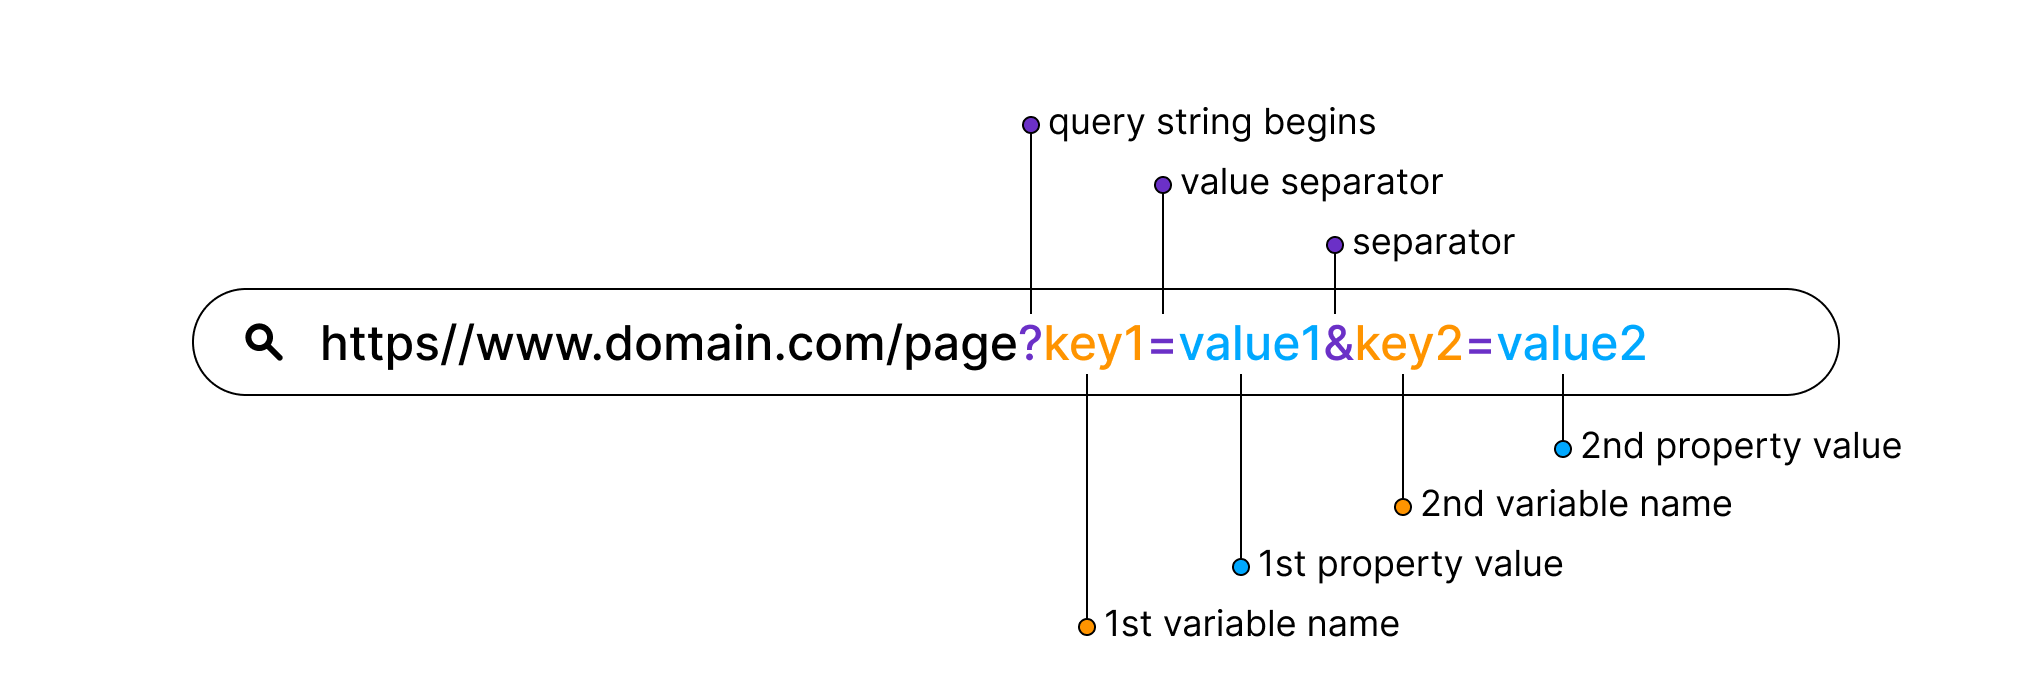 query string begins
value separator
separator
https//www.domain.com/page?key1=value1&key2=value2
2nd property value
2nd variable name
1st property value
1st variable name